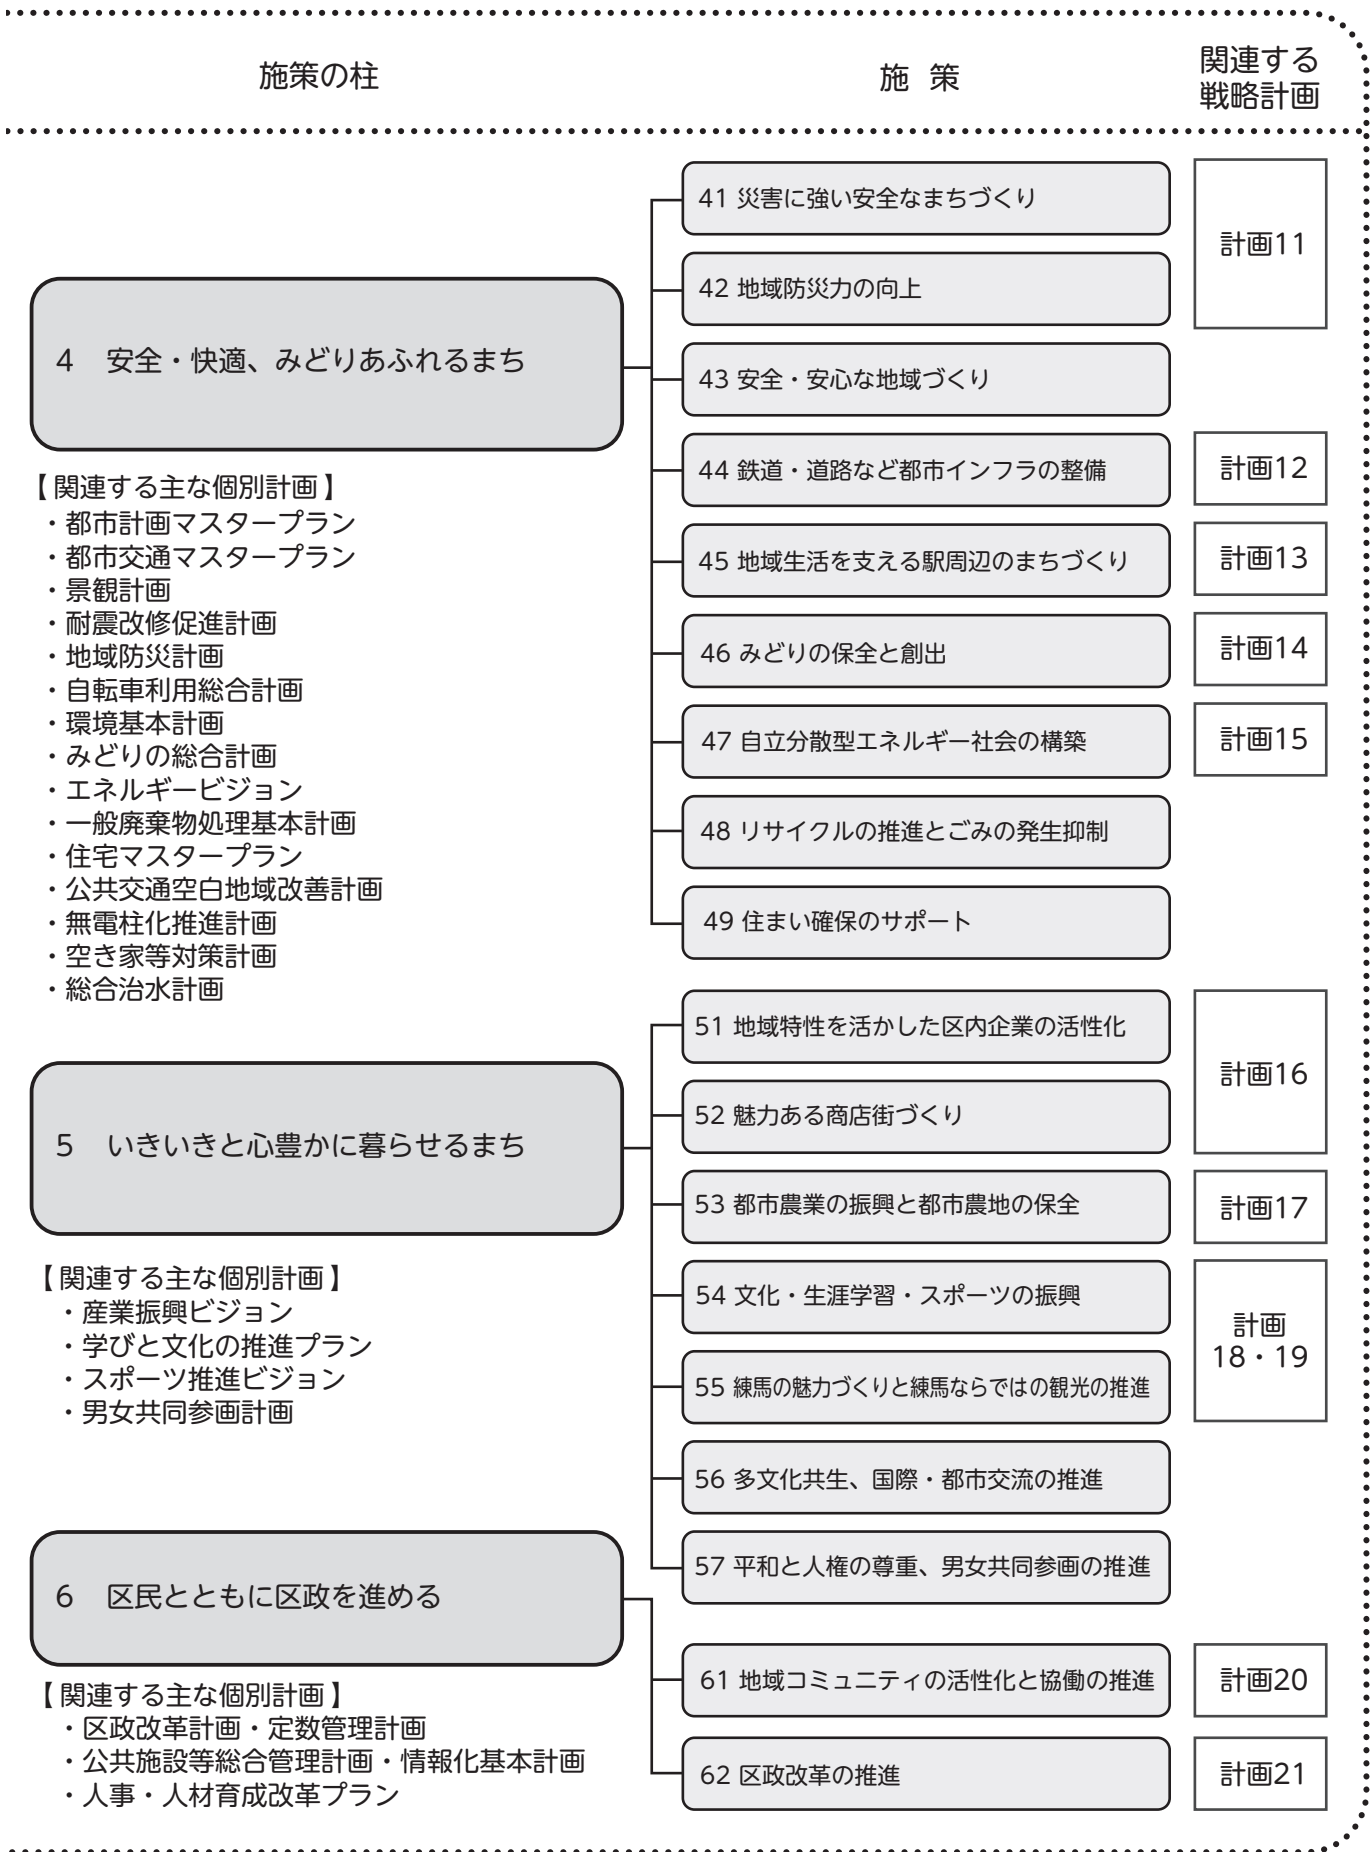 施策の柱
施 策
関連する
戦略計画
4 安全・快適、みどりあふれるまち
【関連する主な個別計画】
・都市計画マスタープラン
・都市交通マスタープラン
・景観計画
・耐震改修促進計画
・地域防災計画
・自転車利用総合計画
・環境基本計画
・みどりの総合計画
・エネルギービジョン
・一般廃棄物処理基本計画
・住宅マスタープラン
・公共交通空白地域改善計画
・無電柱化推進計画
・空き家等対策計画
・総合治水計画
41 災害に強い安全なまちづくり
42 地域防災力の向上
計画11
43 安全・安心な地域づくり
44 鉄道・道路など都市インフラの整備
計画12
45 地域生活を支える駅周辺のまちづくり
計画13
46 みどりの保全と創出
計画14
47 自立分散型エネルギー社会の構築
計画15
48 リサイクルの推進とごみの発生抑制
49 住まい確保のサポート
5 いきいきと心豊かに暮らせるまち
【関連する主な個別計画】
・産業振興ビジョン
・学びと文化の推進プラン
・スポーツ推進ビジョン
・男女共同参画計画
51 地域特性を活かした区内企業の活性化
52 魅力ある商店街づくり
計画16
53 都市農業の振興と都市農地の保全
計画17
54 文化・生涯学習・スポーツの振興
55 練馬の魅力づくりと練馬ならではの観光の推進
計画
18・19
56 多文化共生、国際・都市交流の推進
57 平和と人権の尊重、男女共同参画の推進
6 区民とともに区政を進める
【関連する主な個別計画】
・区政改革計画・定数管理計画
・公共施設等総合管理計画・情報化基本計画
・人事・人材育成改革プラン
61 地域コミュニティの活性化と協働の推進
計画20
62 区政改革の推進
計画21